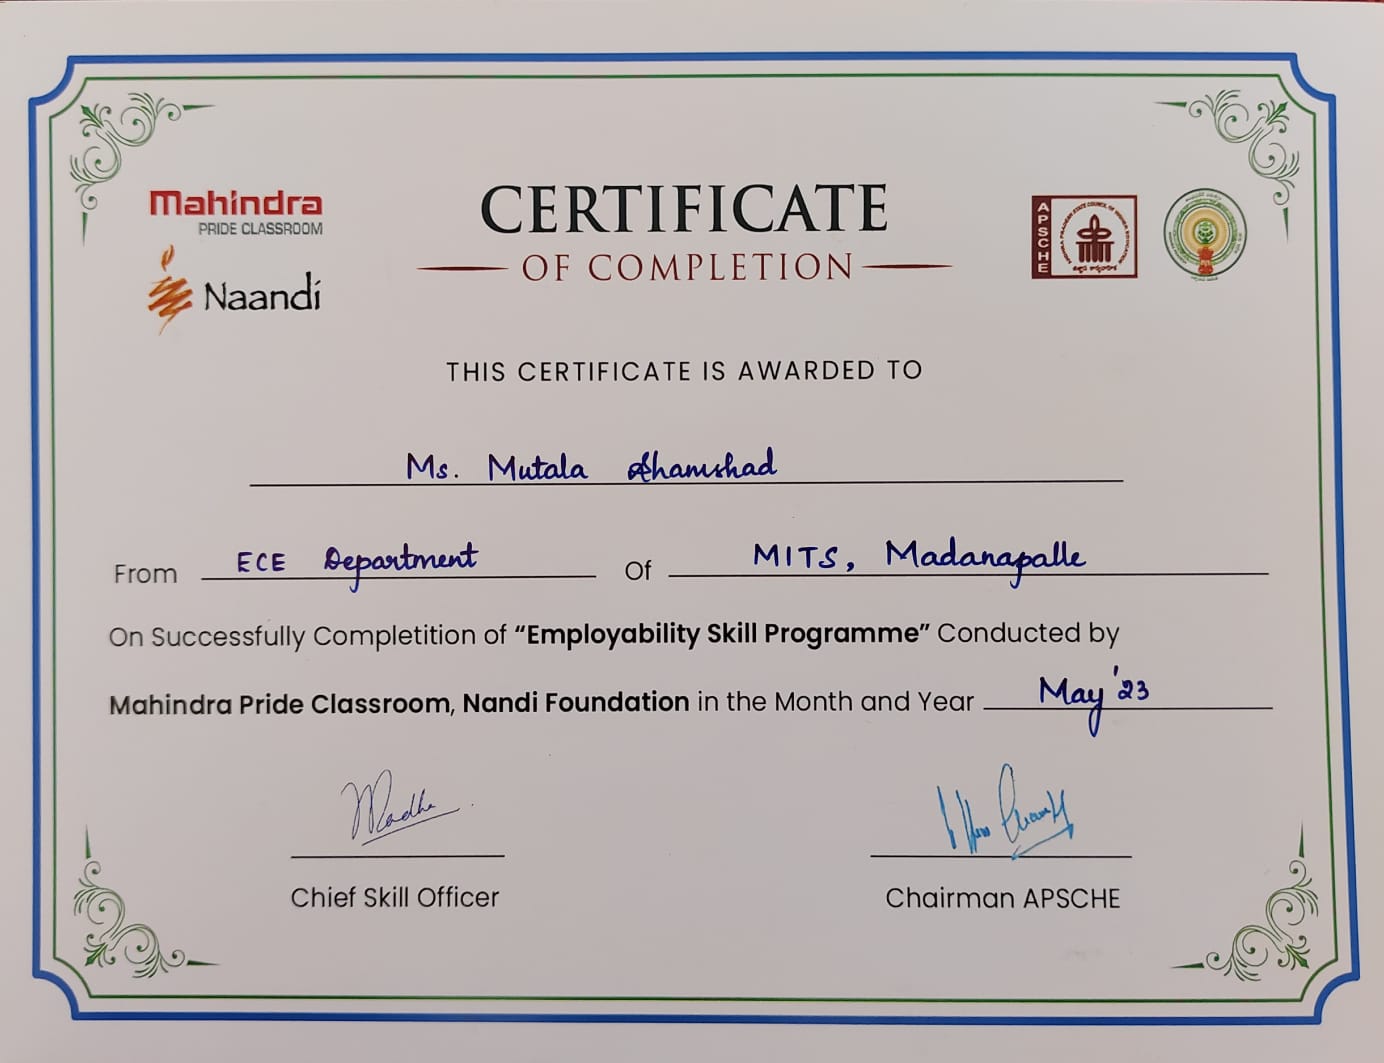 Mahindra
PRIDE CLASSROOM
Naandi
CERTIFICATE
OF COMPLETION
APSCHE
THIS CERTIFICATE IS AWARDED TO
Ms. Mutala Shamshad
From ECE Department Of MITS, Madanapalle
On Successfully Completition of “Employability Skill Programme” Conducted by
Mahindra Pride Classroom, Nandi Foundation in the Month and Year May '23
Chief Skill Officer
Chairman APSCHE